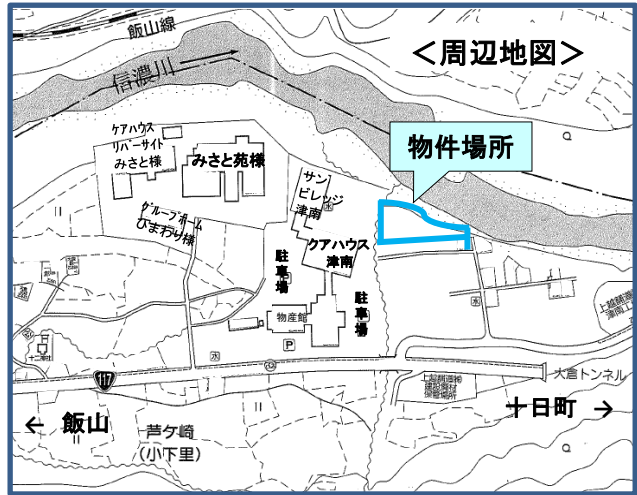 飯山線
＜周辺地図＞
信濃川
ケアハウス
リバーサイト
みさと様
みさと苑様
物件場所
サン
ビレッジ
津南
グループホーム
ひまわり様
クアハウス
津南
駐車場
駐車場
物産館
P
117
大倉トンネル
← 飯山
十日町 →
芦ケ崎
(小下里)